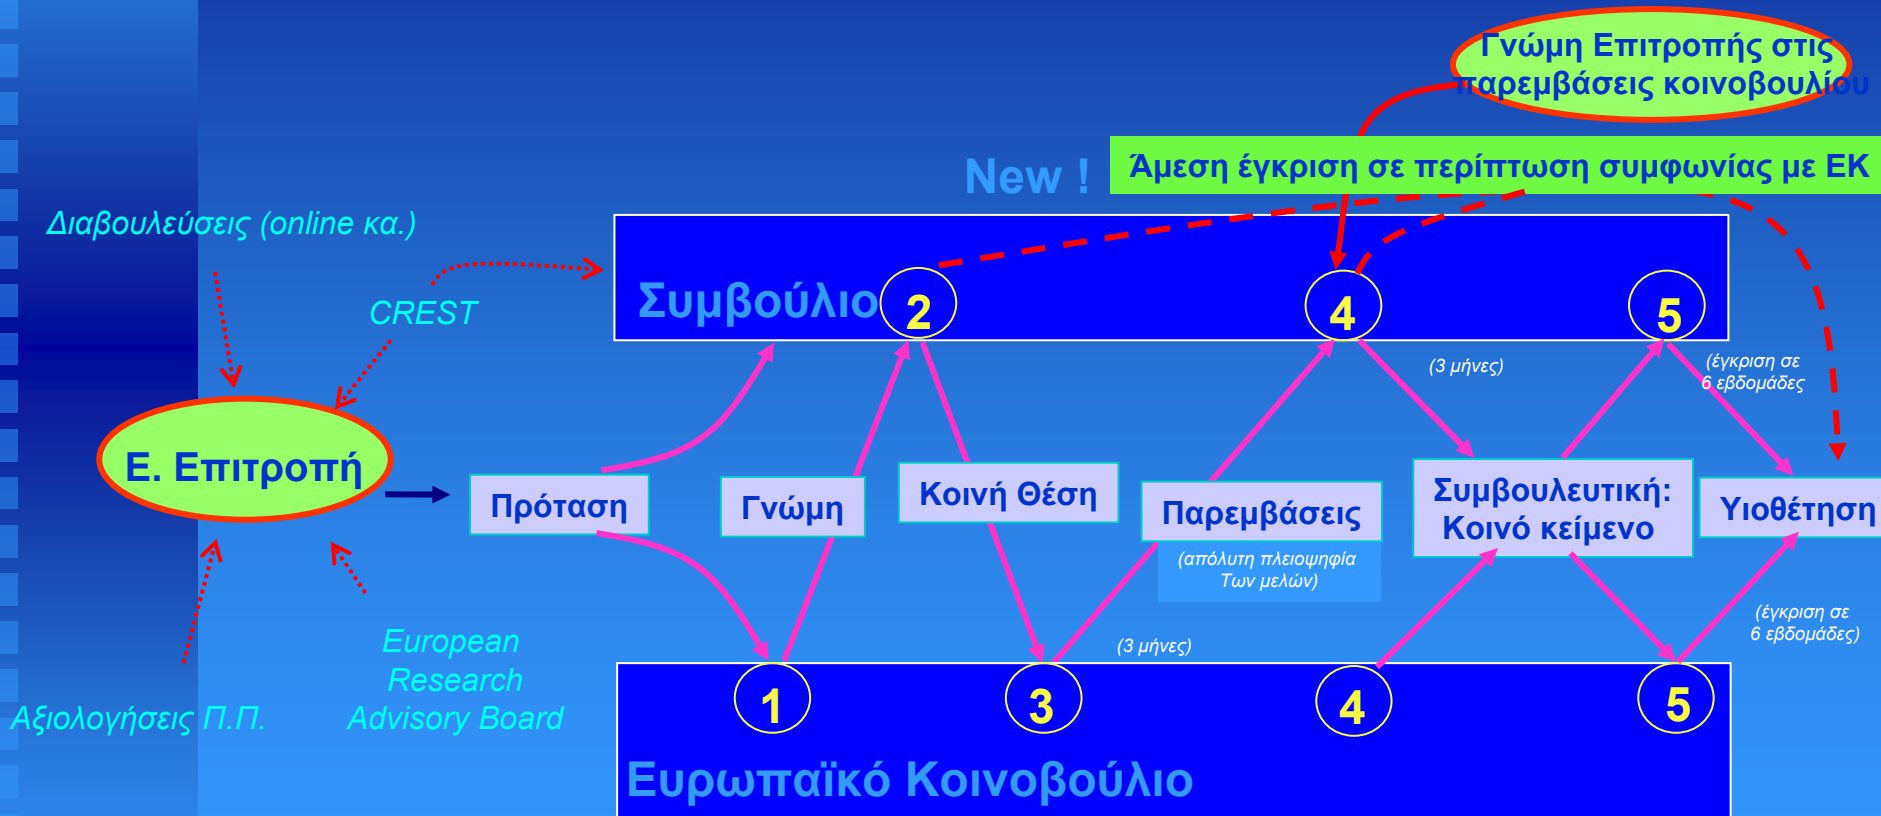 Γνώμη Επιτροπής στις
παρεμβάσεις κοινοβουλίου
New !
Άμεση έγκριση σε περίπτωση συμφωνίας με ΕΚ
Διαβουλεύσεις (online κα.)
CREST
Συμβούλιο
2
4
5
(3 μήνες)
(έγκριση σε
6 εβδομάδες
Ε. Επιτροπή
Πρόταση
Γνώμη
Κοινή Θέση
Παρεμβάσεις
(απόλυτη πλειοψηφία
Των μελών)
Συμβουλευτική:
Κοινό κείμενο
Υιοθέτηση
(3 μήνες)
(έγκριση σε
6 εβδομάδες)
Αξιολογήσεις Π.Π.
European
Research
Advisory Board
1
3
4
5
Ευρωπαϊκό Κοινοβούλιο